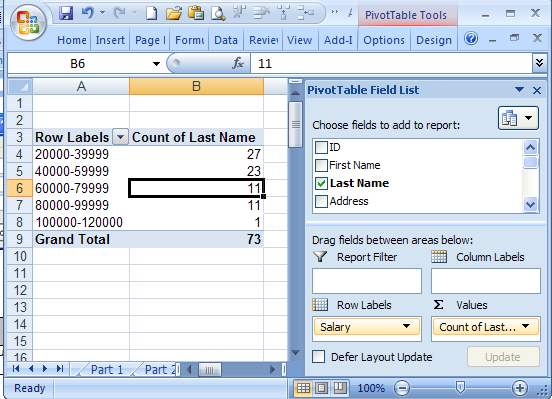 PivotTable Tools
Home Insert Page l Formu Data Reviev View Add-I Options Design
B6 fx 11
A B
PivotTable Field List
1
2
3 Row Labels Count of Last Name
4 20000-39999 27
5 40000-59999 23
6 60000-79999 11
7 80000-99999 11
8 100000-120000 1
9 Grand Total 73
10
11
12
13
14
15
16
Choose fields to add to report:
ID
First Name
Last Name
Address
Drag fields between areas below:
Report Filter Column Labels
Row Labels Σ Values
Salary Count of Last...
Defer Layout Update Update
Part 1 Part 2
Ready 100%